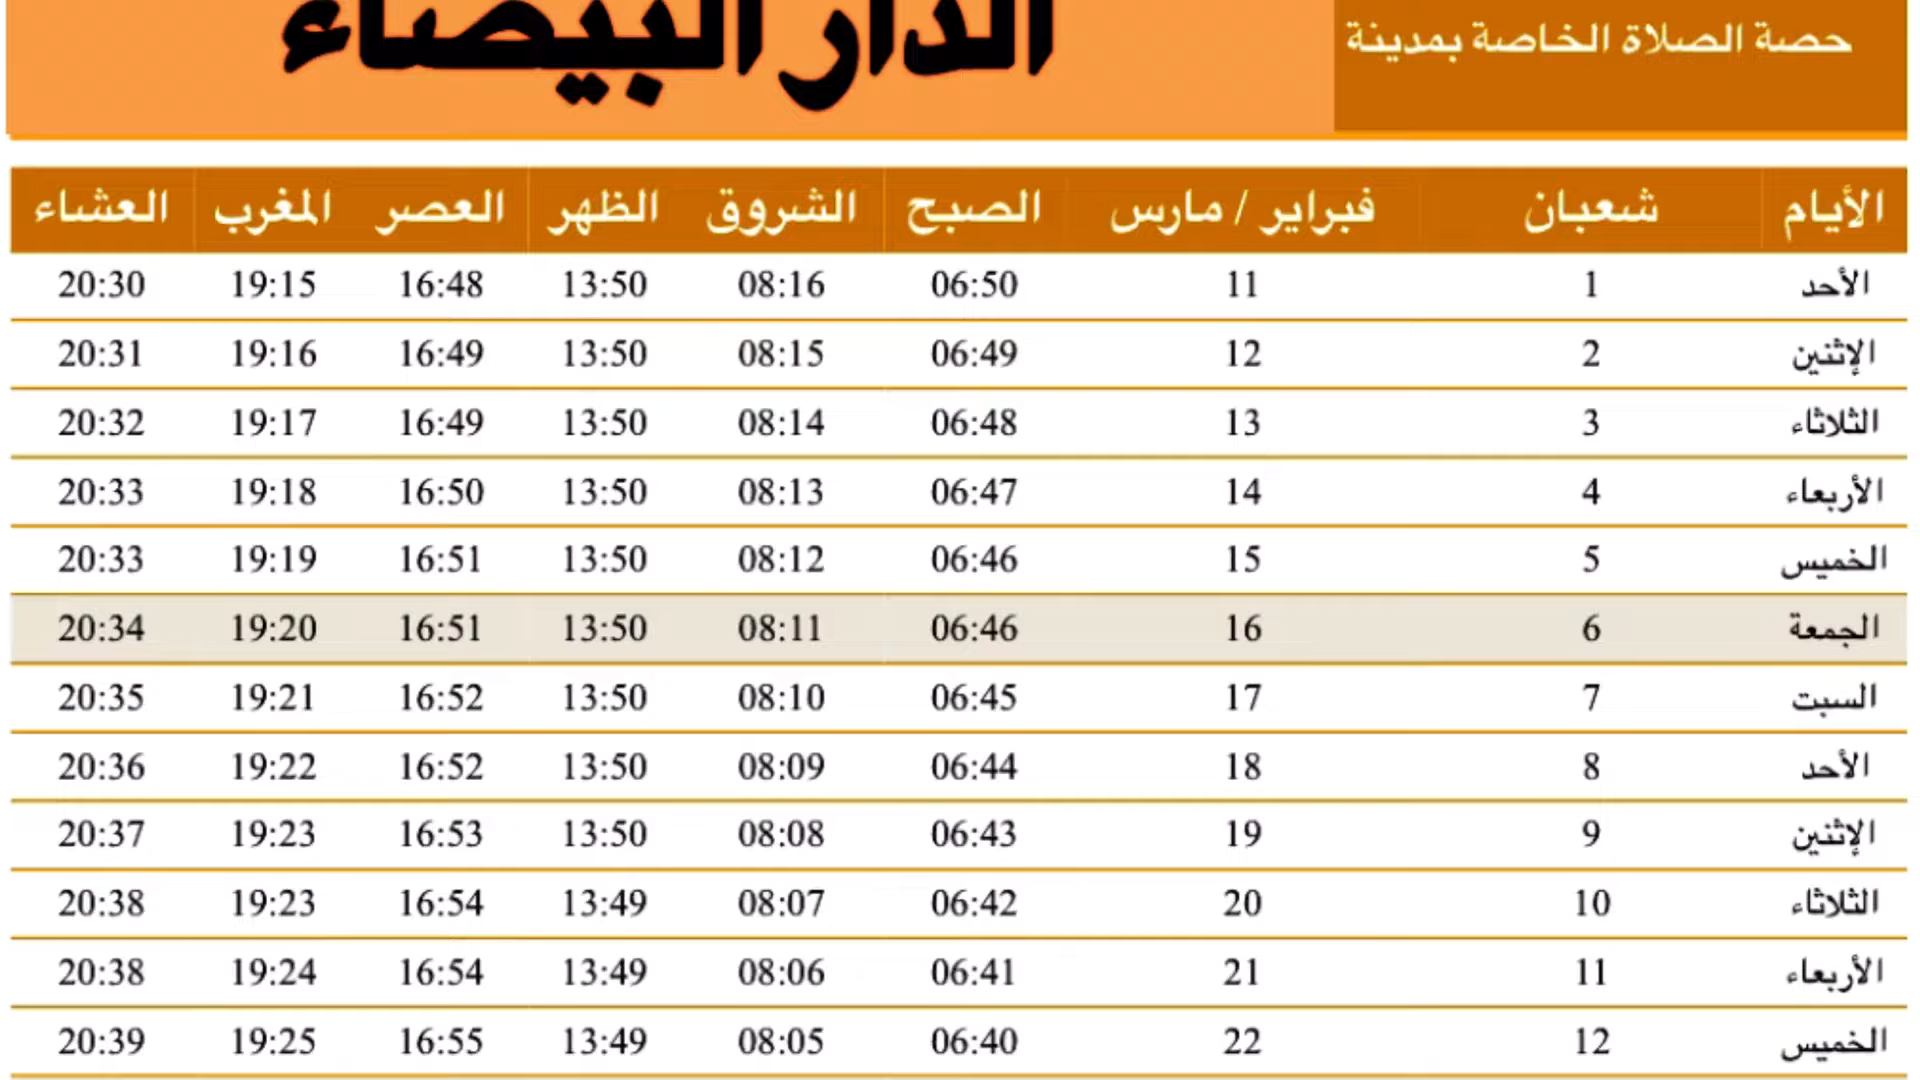 حصة الصلاة الخاصة بمدينة
الدار البيضاء
الأيام شعبان فبراير / مارس الصبح الشروق الظهر العصر المغرب العشاء
الأحد 1 11 06:50 08:16 13:50 16:48 19:15 20:30
الإثنين 2 12 06:49 08:15 13:50 16:49 19:16 20:31
الثلاثاء 3 13 06:48 08:14 13:50 16:49 19:17 20:32
الأربعاء 4 14 06:47 08:13 13:50 16:50 19:18 20:33
الخميس 5 15 06:46 08:12 13:50 16:51 19:19 20:33
الجمعة 6 16 06:46 08:11 13:50 16:51 19:20 20:34
السبت 7 17 06:45 08:10 13:50 16:52 19:21 20:35
الأحد 8 18 06:44 08:09 13:50 16:52 19:22 20:36
الإثنين 9 19 06:43 08:08 13:50 16:53 19:23 20:37
الثلاثاء 10 20 06:42 08:07 13:49 16:54 19:23 20:38
الأربعاء 11 21 06:41 08:06 13:49 16:54 19:24 20:38
الخميس 12 22 06:40 08:05 13:49 16:55 19:25 20:39